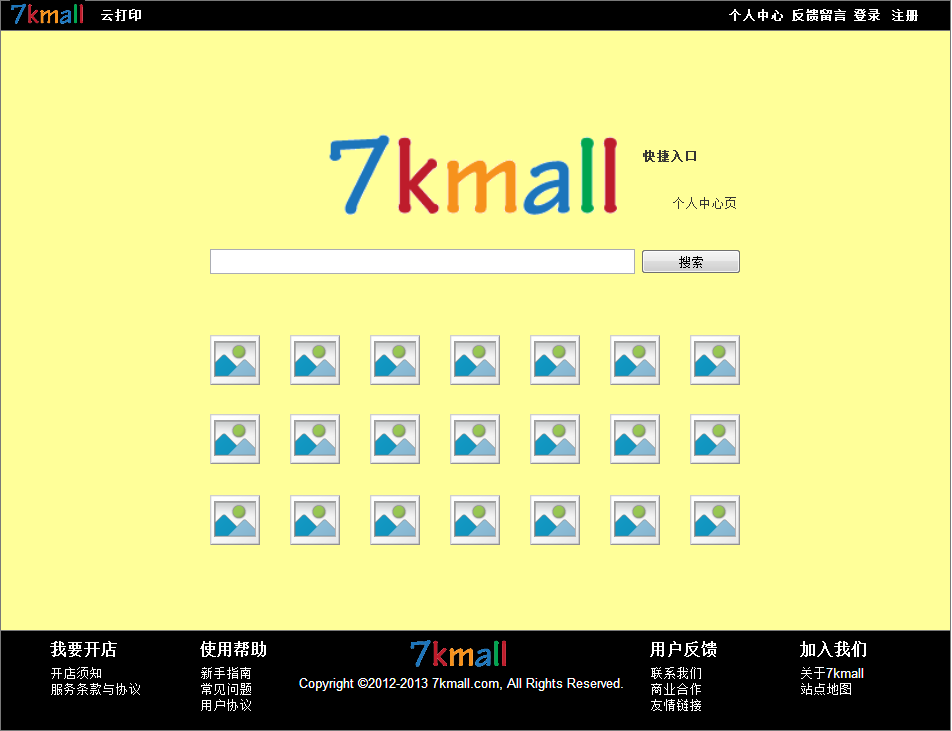 7kmall 云打印 个人中心 反馈留言 登录 注册
7kmall
快捷入口
个人中心页
搜索
我要开店
开店须知
服务条款与协议
使用帮助
新手指南
常见问题
用户协议
7kmall
Copyright ©2012-2013 7kmall.com, All Rights Reserved.
用户反馈
联系我们
商业合作
友情链接
加入我们
关于7kmall
站点地图